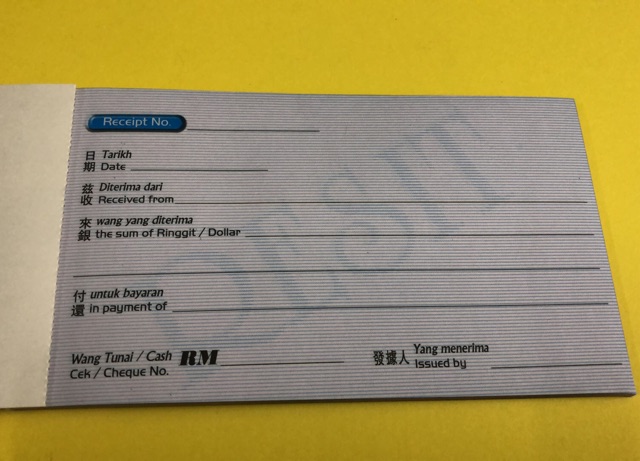 Receipt No.
日期 Tarikh
Date
茲收 Diterima dari
Received from
來銀 wang yang diterima
the sum of Ringgit / Dollar
付還 untuk bayaran
in payment of
Wang Tunai / Cash RM
Cek / Cheque No.
發據人 Yang menerima
Issued by